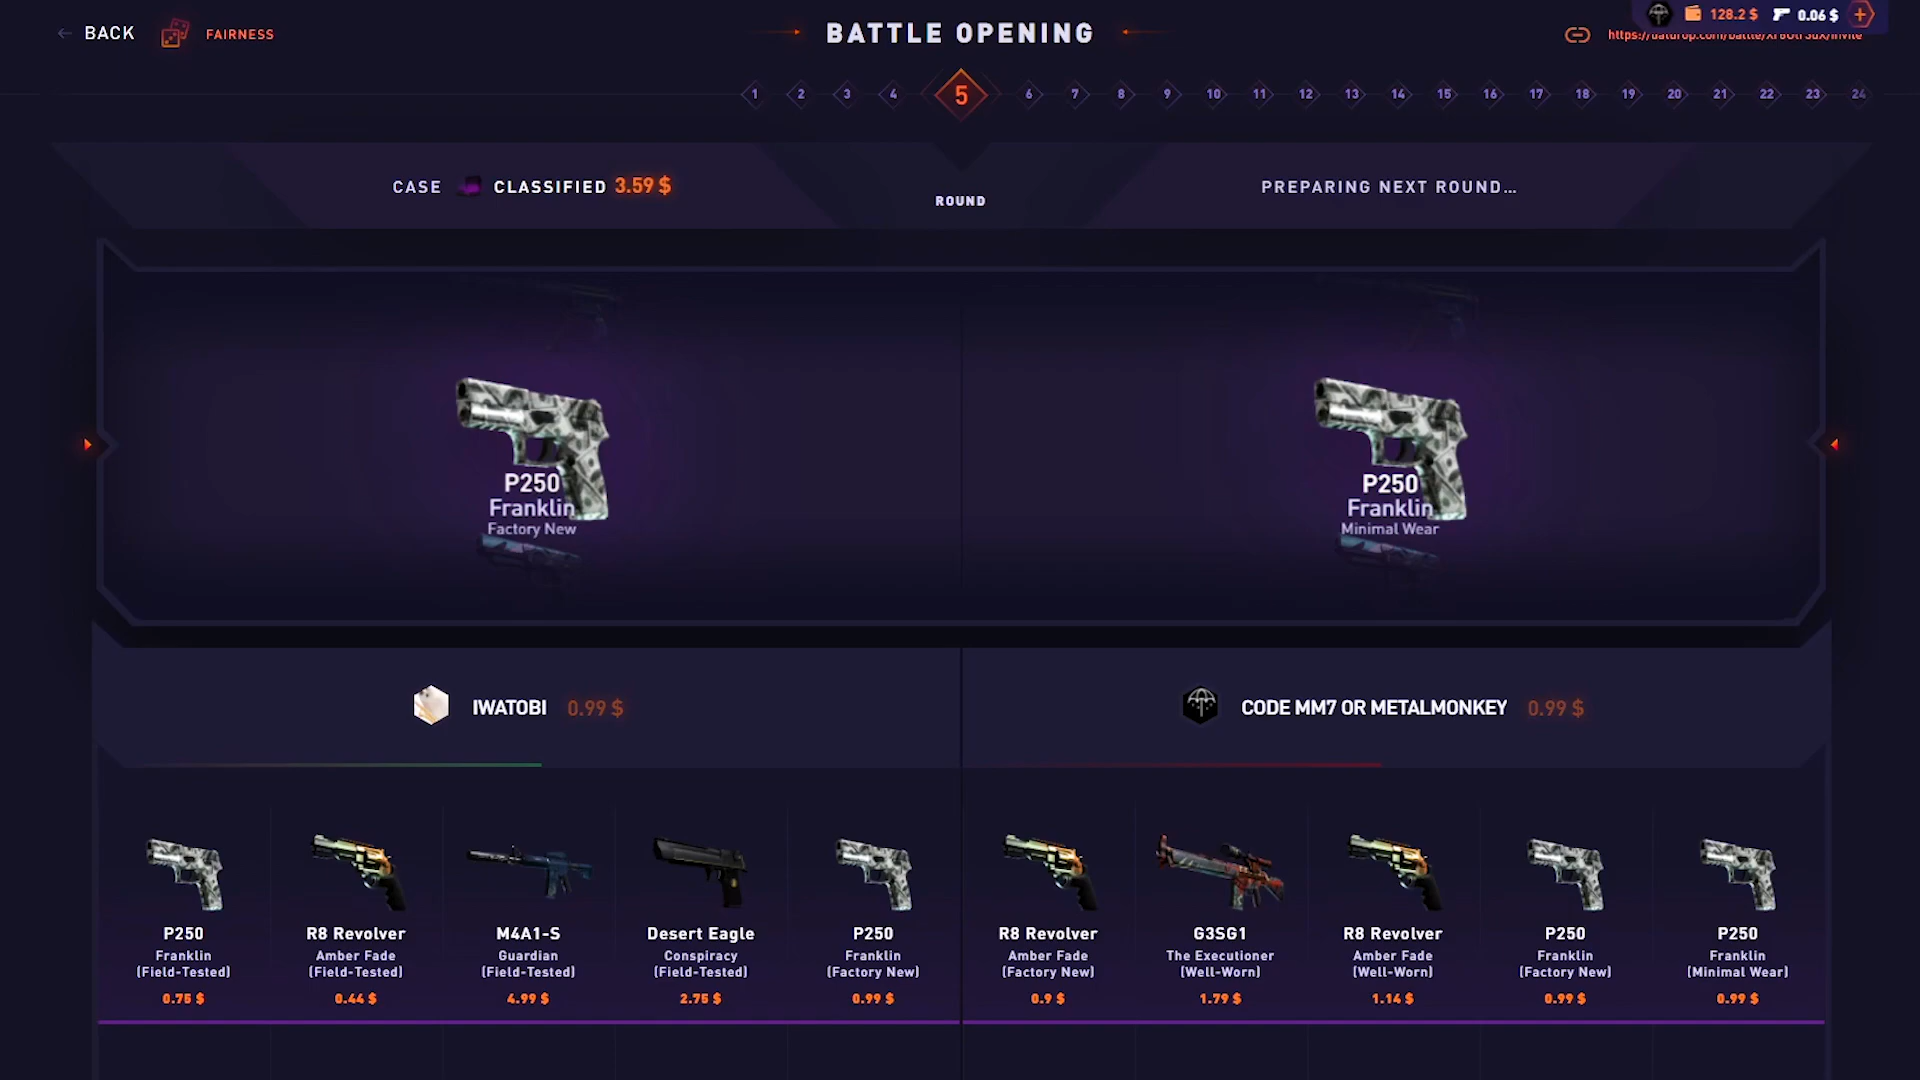 BACK
FAIRNESS
BATTLE OPENING
128.2 $
0.06 $
1 2 3 4 5 6 7 8 9 10 11 12 13 14 15 16 17 18 19 20 21 22 23 24
CASE CLASSIFIED 3.59 $
ROUND
PREPARING NEXT ROUND...
P250
Franklin
Factory New
P250
Franklin
Minimal Wear
IWATOBI 0.99 $
CODE MM7 OR METALMONKEY 0.99 $
P250
Franklin
(Field-Tested)
0.75 $
R8 Revolver
Amber Fade
(Field-Tested)
0.44 $
M4A1-S
Guardian
(Field-Tested)
4.99 $
Desert Eagle
Conspiracy
(Field-Tested)
2.75 $
P250
Franklin
(Factory New)
0.99 $
R8 Revolver
Amber Fade
(Factory New)
0.9 $
G3SG1
The Executioner
(Well-Worn)
1.79 $
R8 Revolver
Amber Fade
(Well-Worn)
1.14 $
P250
Franklin
(Factory New)
0.99 $
P250
Franklin
(Minimal Wear)
0.99 $